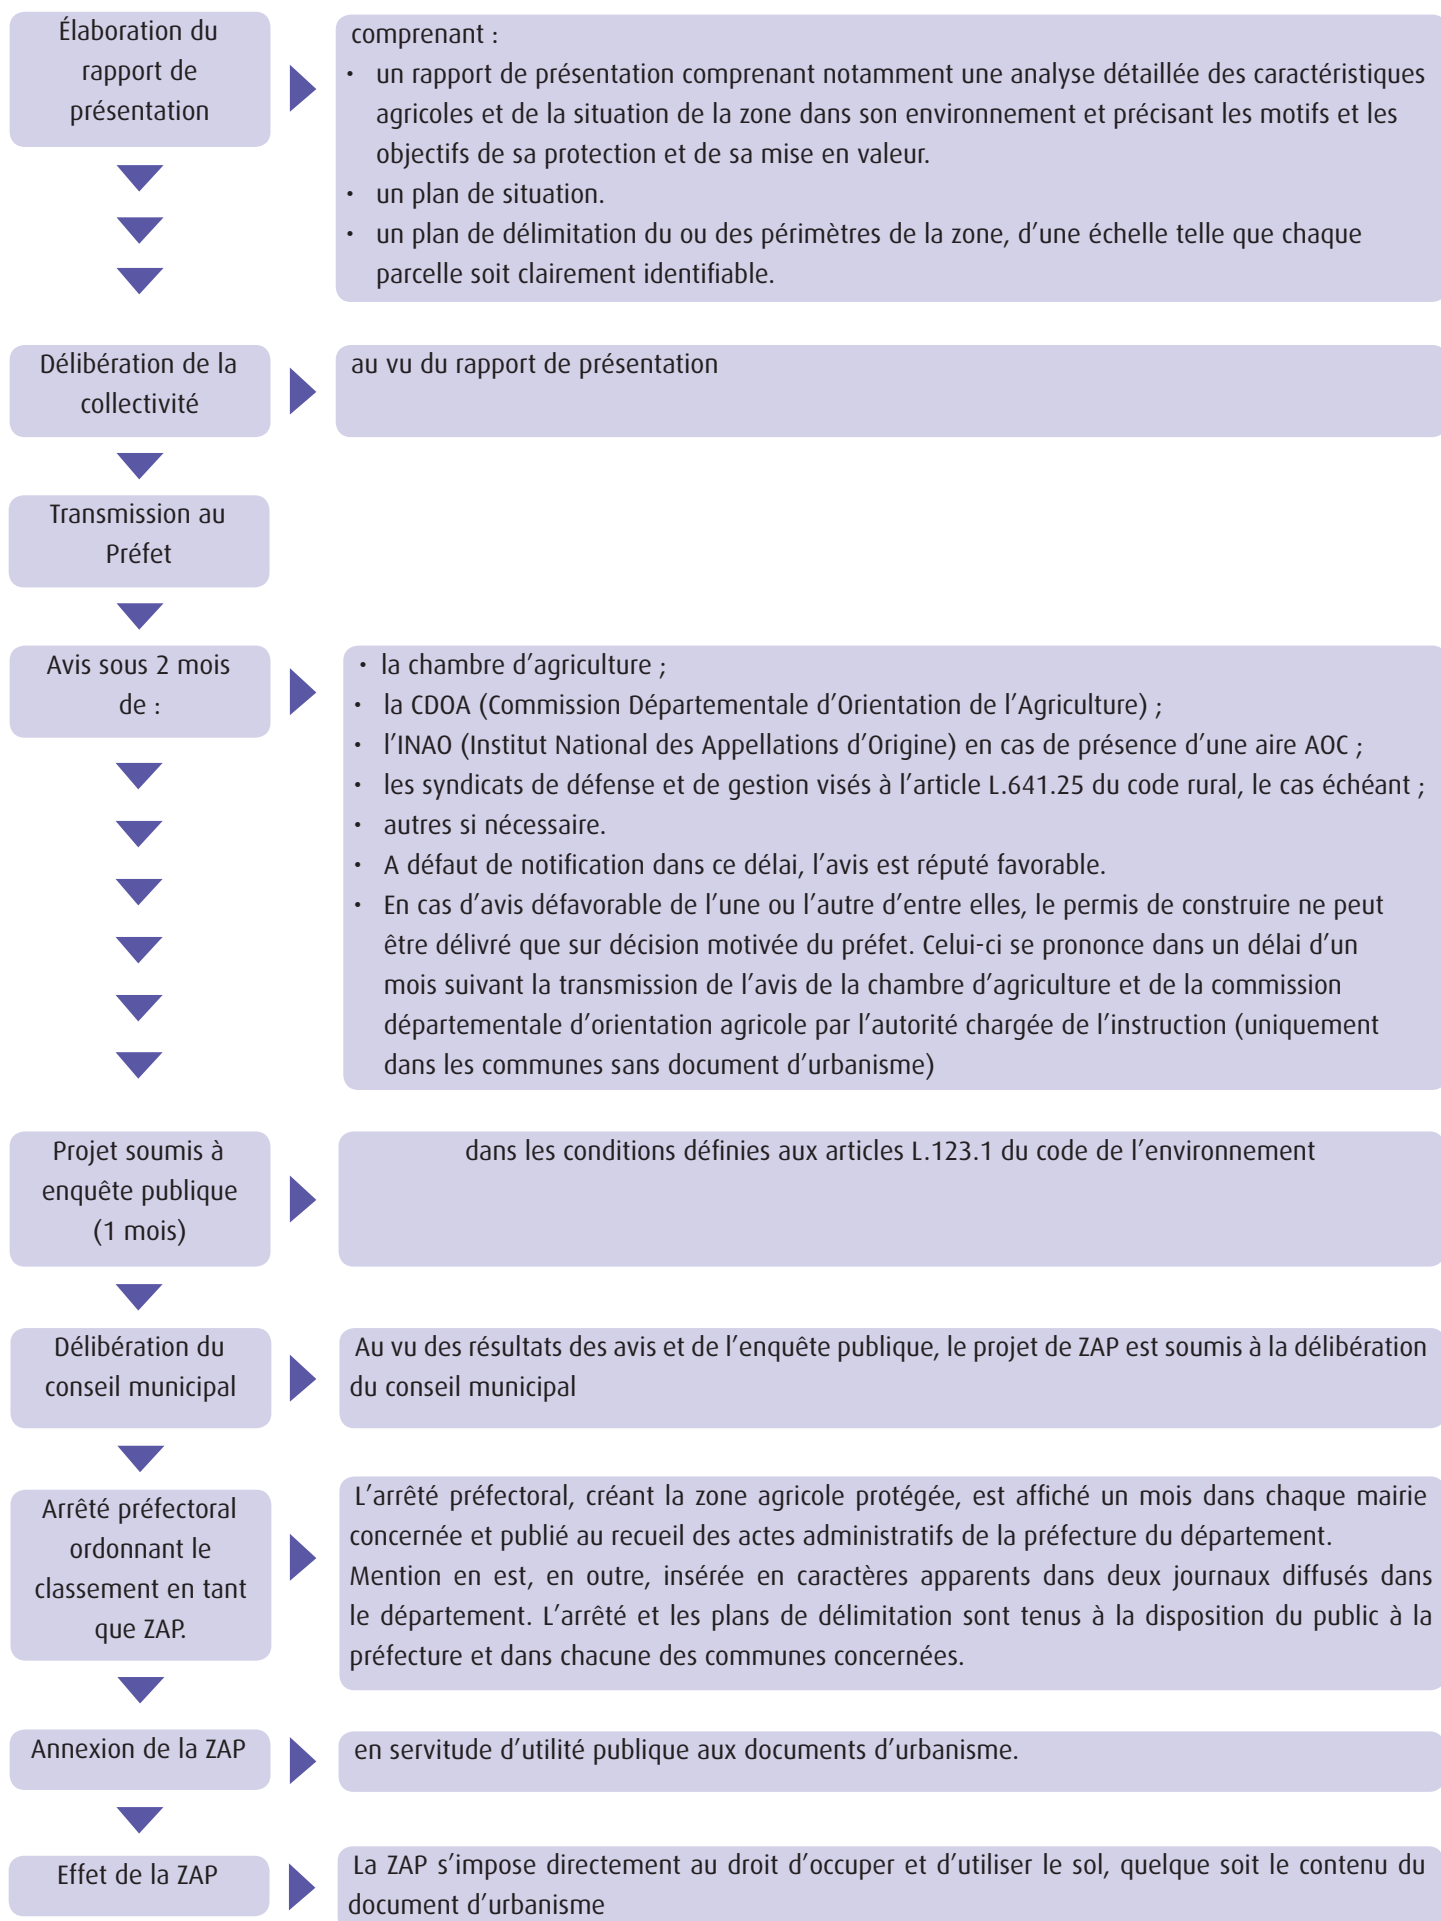 Élaboration du
rapport de
présentation
comprenant :
• un rapport de présentation comprenant notamment une analyse détaillée des caractéristiques
agricoles et de la situation de la zone dans son environnement et précisant les motifs et les
objectifs de sa protection et de sa mise en valeur.
• un plan de situation.
• un plan de délimitation du ou des périmètres de la zone, d’une échelle telle que chaque
parcelle soit clairement identifiable.
Délibération de la
collectivité
au vu du rapport de présentation
Transmission au
Préfet
Avis sous 2 mois
de :
• la chambre d’agriculture ;
• la CDOA (Commission Départementale d’Orientation de l’Agriculture) ;
• l’INAO (Institut National des Appellations d’Origine) en cas de présence d’une aire AOC ;
• les syndicats de défense et de gestion visés à l’article L.641.25 du code rural, le cas échéant ;
• autres si nécessaire.
• A défaut de notification dans ce délai, l’avis est réputé favorable.
• En cas d’avis défavorable de l’une ou l’autre d’entre elles, le permis de construire ne peut
être délivré que sur décision motivée du préfet. Celui-ci se prononce dans un délai d’un
mois suivant la transmission de l’avis de la chambre d’agriculture et de la commission
départementale d’orientation agricole par l’autorité chargée de l’instruction (uniquement
dans les communes sans document d’urbanisme)
Projet soumis à
enquête publique
(1 mois)
dans les conditions définies aux articles L.123.1 du code de l’environnement
Délibération du
conseil municipal
Au vu des résultats des avis et de l’enquête publique, le projet de ZAP est soumis à la délibération
du conseil municipal
Arrêté préfectoral
ordonnant le
classement en tant
que ZAP.
L’arrêté préfectoral, créant la zone agricole protégée, est affiché un mois dans chaque mairie
concernée et publié au recueil des actes administratifs de la préfecture du département.
Mention en est, en outre, insérée en caractères apparents dans deux journaux diffusés dans
le département. L’arrêté et les plans de délimitation sont tenus à la disposition du public à la
préfecture et dans chacune des communes concernées.
Annexion de la ZAP
en servitude d’utilité publique aux documents d’urbanisme.
Effet de la ZAP
La ZAP s’impose directement au droit d’occuper et d’utiliser le sol, quelque soit le contenu du
document d’urbanisme